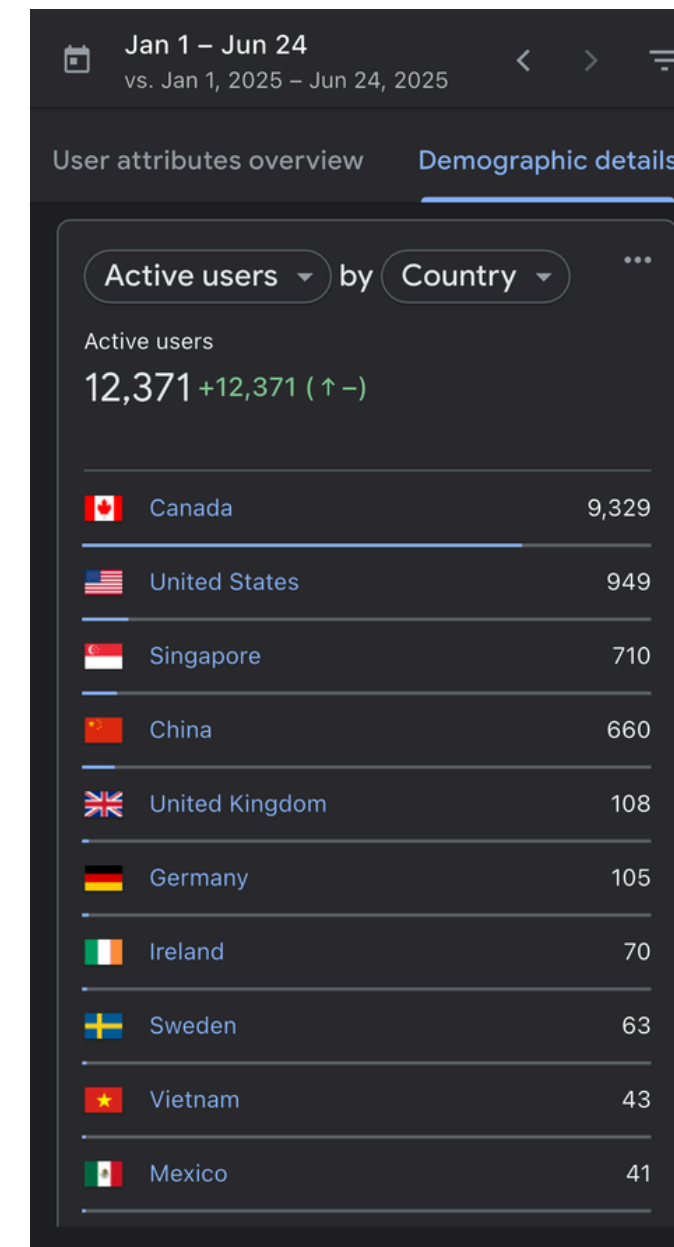 Jan 1 – Jun 24
vs. Jan 1, 2025 – Jun 24, 2025
User attributes overview Demographic details
Active users by Country
Active users
12,371 +12,371 (↑ –)
Canada 9,329
United States 949
Singapore 710
China 660
United Kingdom 108
Germany 105
Ireland 70
Sweden 63
Vietnam 43
Mexico 41